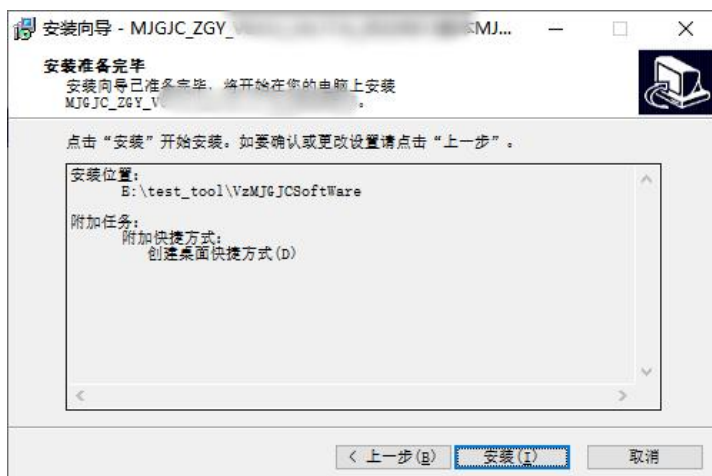 安装向导 - MJGJC_ZGY_ MJ...
安装准备完毕
安装向导已准备完毕，将开始在您的电脑上安装
MJGJC_ZGY_V 。
点击“安装”开始安装。如要确认或更改设置请点击“上一步”。
安装位置:
E:\test_tool\VzMJGJCSoftWare
附加任务:
附加快捷方式:
创建桌面快捷方式(D)
< 上一步(B)
安装(I)
取消